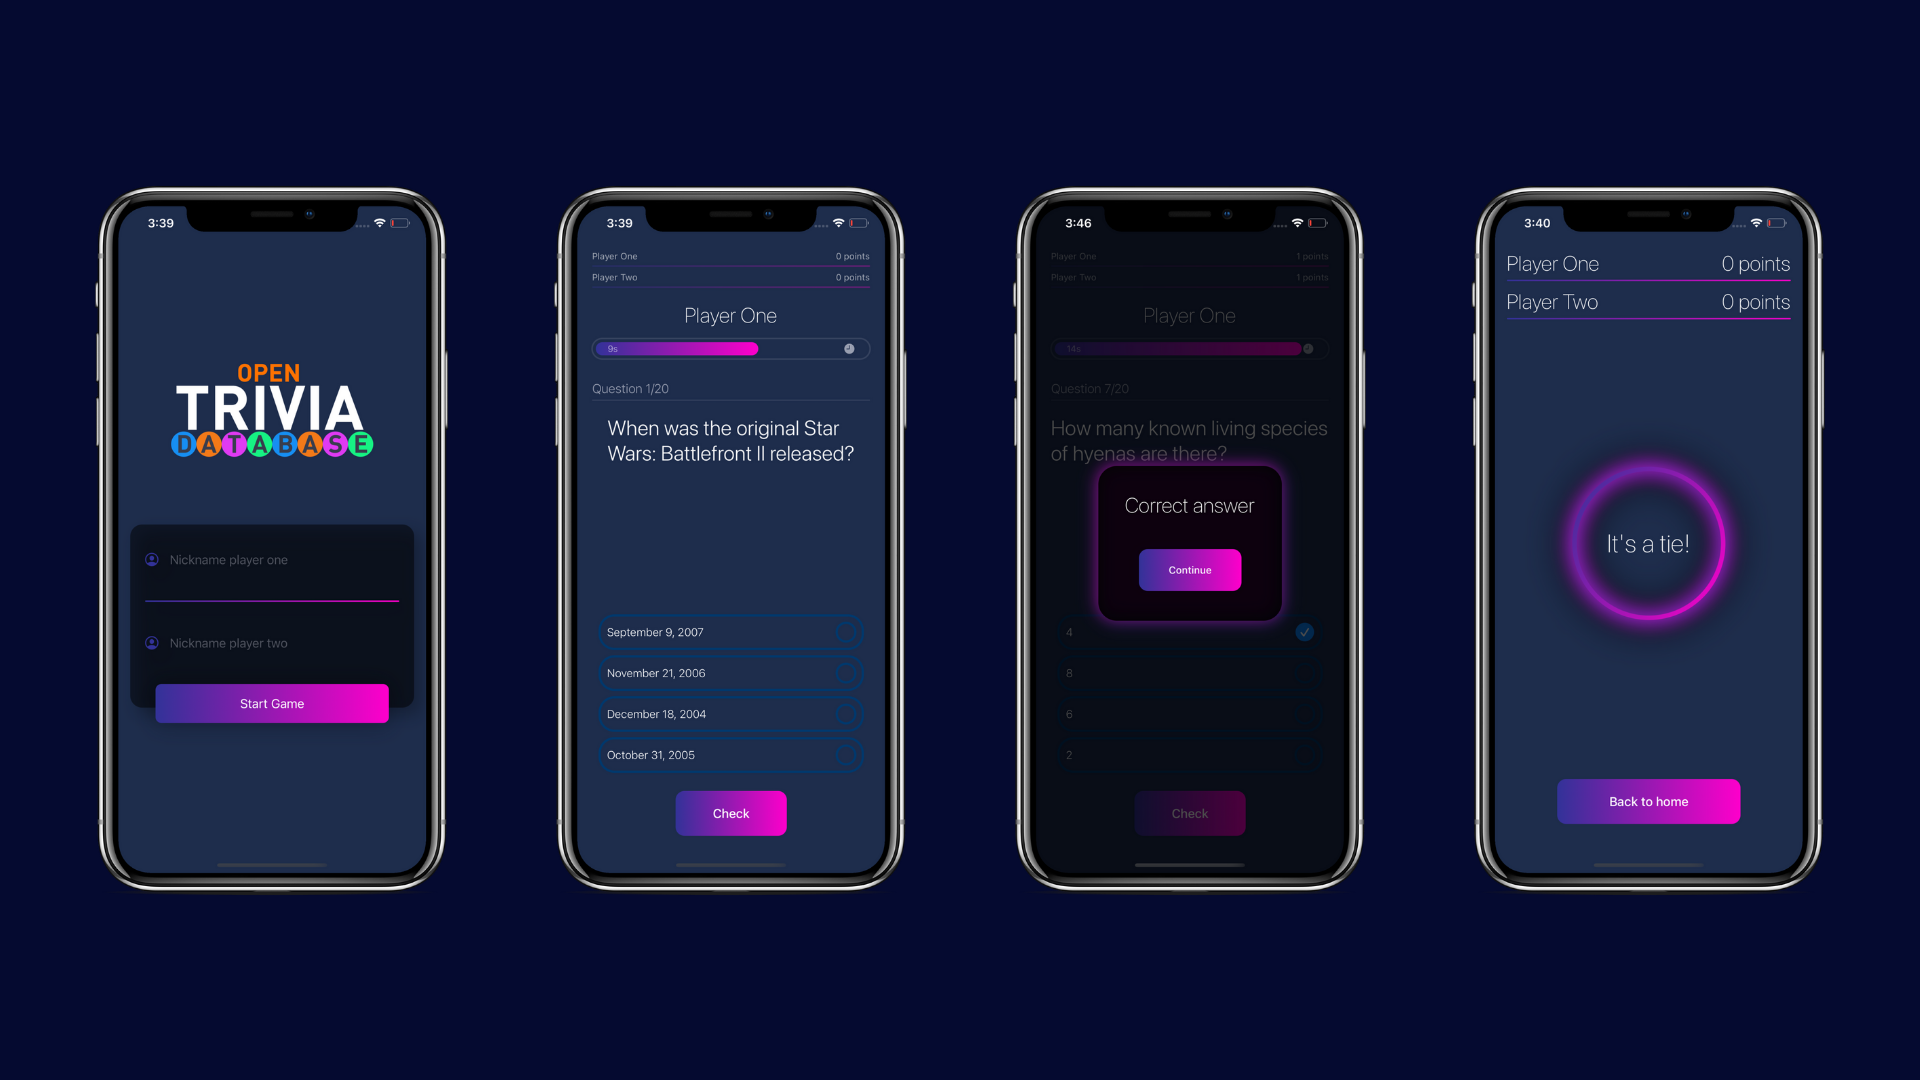 3:39
OPEN
TRIVIA
DATABASE
Nickname player one
Nickname player two
Start Game
3:39
Player One 0 points
Player Two 0 points
Player One
9s
Question 1/20
When was the original Star
Wars: Battlefront II released?
September 9, 2007
November 21, 2006
December 18, 2004
October 31, 2005
Check
3:46
Player One 1 points
Player Two 1 points
Player One
14s
Question 7/20
How many known living species
of hyenas are there?
Correct answer
Continue
4
8
6
2
Check
3:40
Player One 0 points
Player Two 0 points
It's a tie!
Back to home